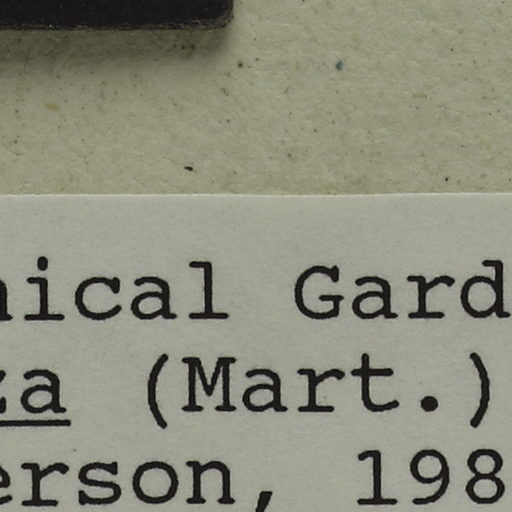 nical Gard
za (Mart.)
erson, 198